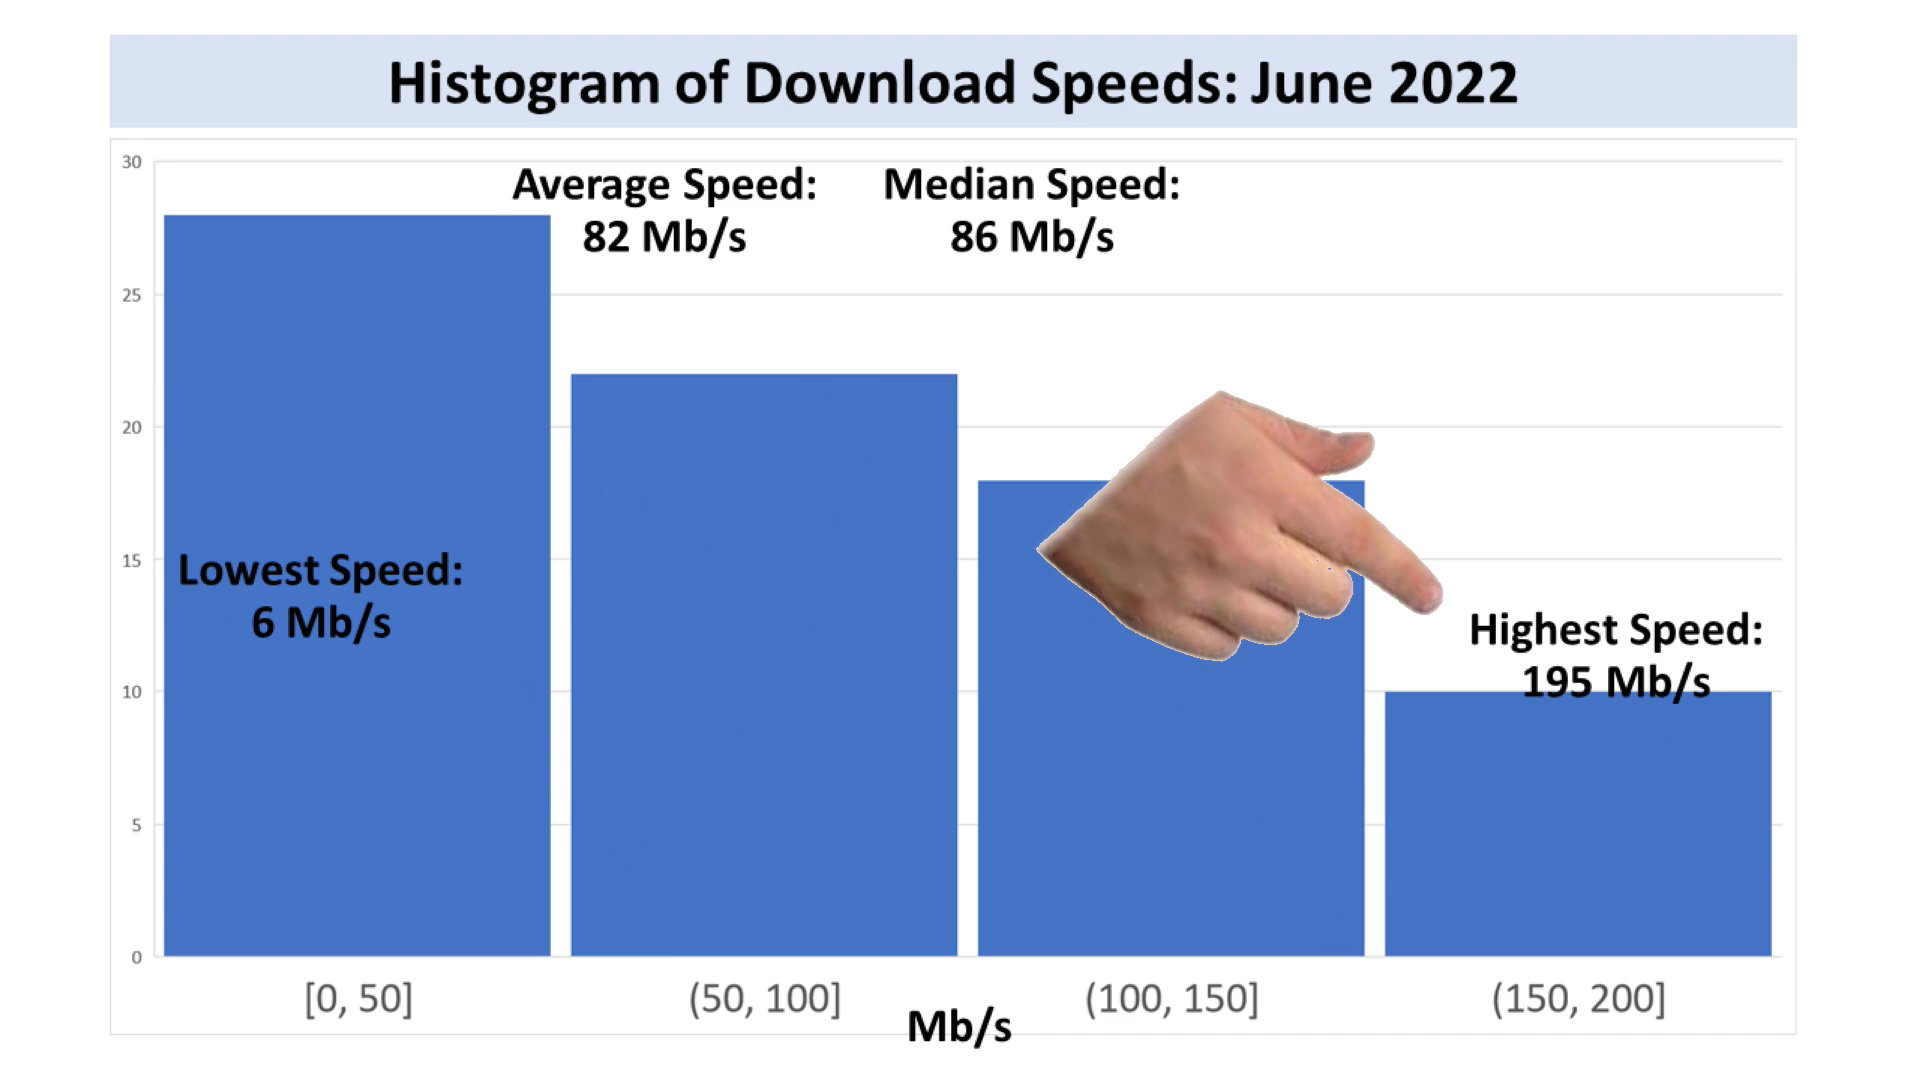 Histogram of Download Speeds: June 2022
30
Average Speed:
82 Mb/s
Median Speed:
86 Mb/s
25
20
15
Lowest Speed:
6 Mb/s
Highest Speed:
195 Mb/s
10
5
0
[0, 50]
(50, 100]
(100, 150]
(150, 200]
Mb/s